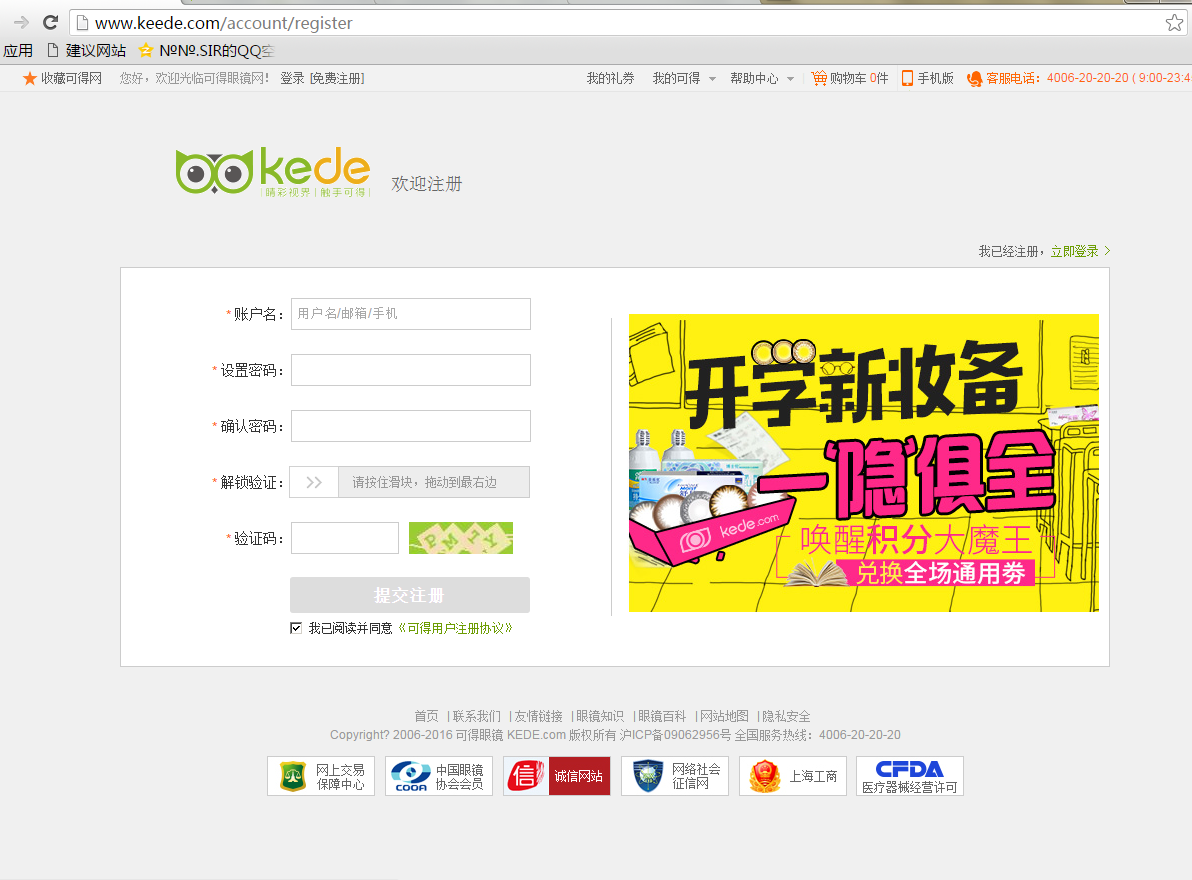 www.keede.com/account/register
应用 建议网站 №№.SIR的QQ空
收藏可得网 您好，欢迎光临可得眼镜网！ 登录 [免费注册] 我的礼券 我的可得 帮助中心 购物车 0件 手机版 客服电话：4006-20-20-20 ( 9:00-23:4
kede
睛彩视界 | 触手可得
欢迎注册
我已经注册，立即登录 >
*账户名： 用户名/邮箱/手机
*设置密码：
*确认密码：
*解锁验证： >> 请按住滑块，拖动到最右边
*验证码：
提交注册
我已阅读并同意《可得用户注册协议》
开学新妆备
一‘隐’俱全
kede.com
唤醒积分大魔王
兑换全场通用券
首页 |联系我们 |友情链接 |眼镜知识 |眼镜百科 |网站地图 |隐私安全
Copyright? 2006-2016 可得眼镜 KEDE.com 版权所有 沪ICP备09062956号 全国服务热线：4006-20-20-20
网上交易
保障中心
COOA
中国眼镜
协会会员
信 诚信网站
网络社会
征信网
上海工商
CFDA
医疗器械经营许可